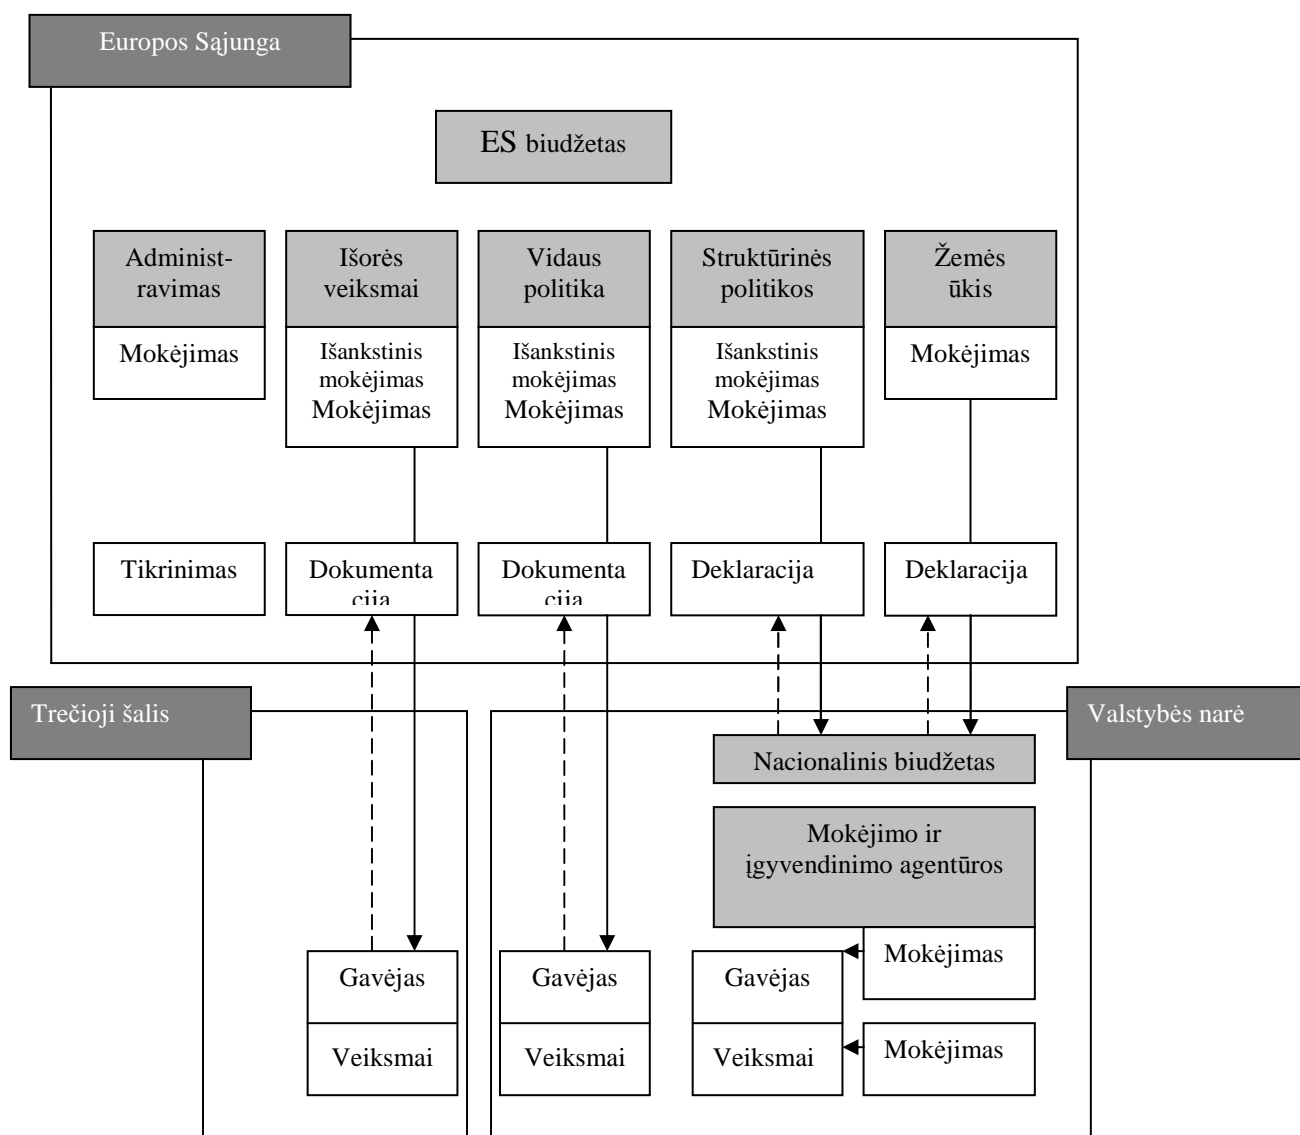 Europos Sąjunga
ES biudžetas
Administ-
ravimas
Mokėjimas
Išorės
veiksmai
Išankstinis
mokėjimas
Mokėjimas
Vidaus
politika
Išankstinis
mokėjimas
Mokėjimas
Struktūrinės
politikos
Išankstinis
mokėjimas
Mokėjimas
Žemės
ūkis
Mokėjimas
Tikrinimas
Dokumenta
cija
Dokumenta
cija
Deklaracija
Deklaracija
Trečioji šalis
Valstybės narė
Nacionalinis biudžetas
Mokėjimo ir
įgyvendinimo agentūros
Gavėjas
Veiksmai
Gavėjas
Veiksmai
Gavėjas
Veiksmai
Mokėjimas
Mokėjimas